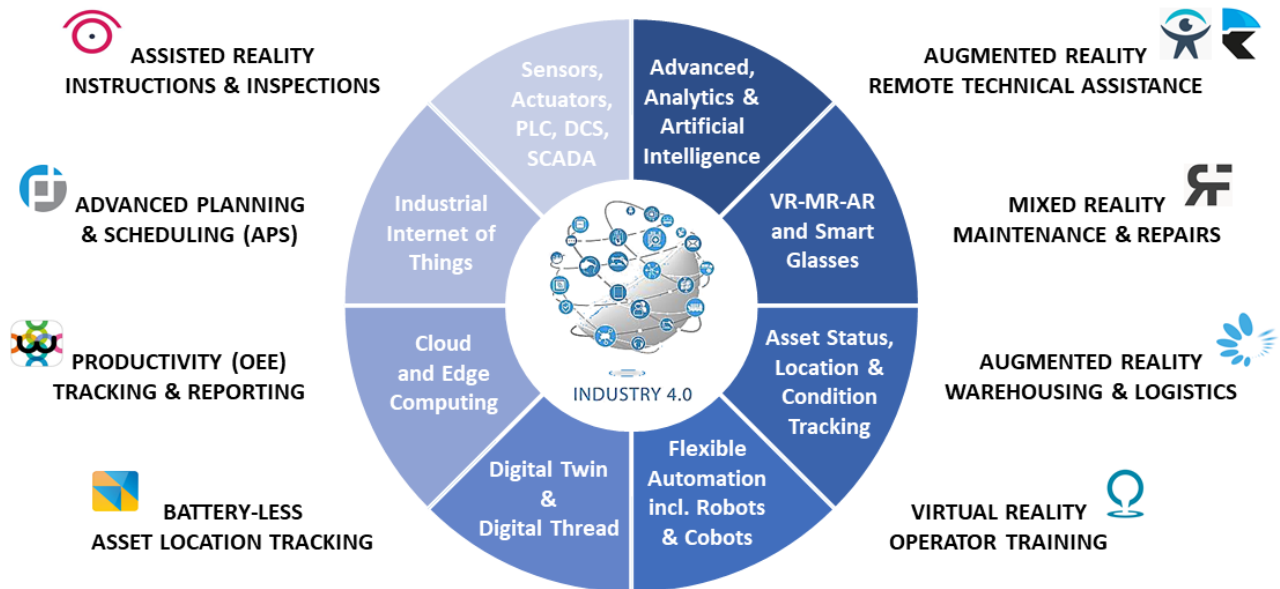 ASSISTED REALITY
INSTRUCTIONS & INSPECTIONS
ADVANCED PLANNING
& SCHEDULING (APS)
PRODUCTIVITY (OEE)
TRACKING & REPORTING
BATTERY-LESS
ASSET LOCATION TRACKING
Sensors,
Actuators,
PLC, DCS,
SCADA
Advanced,
Analytics &
Artificial
Intelligence
Industrial
Internet of
Things
VR-MR-AR
and Smart
Glasses
Cloud
and Edge
Computing
Asset Status,
Location &
Condition
Tracking
Digital Twin
&
Digital Thread
Flexible
Automation
incl. Robots
& Cobots
INDUSTRY 4.0
AUGMENTED REALITY
REMOTE TECHNICAL ASSISTANCE
MIXED REALITY
MAINTENANCE & REPAIRS
AUGMENTED REALITY
WAREHOUSING & LOGISTICS
VIRTUAL REALITY
OPERATOR TRAINING